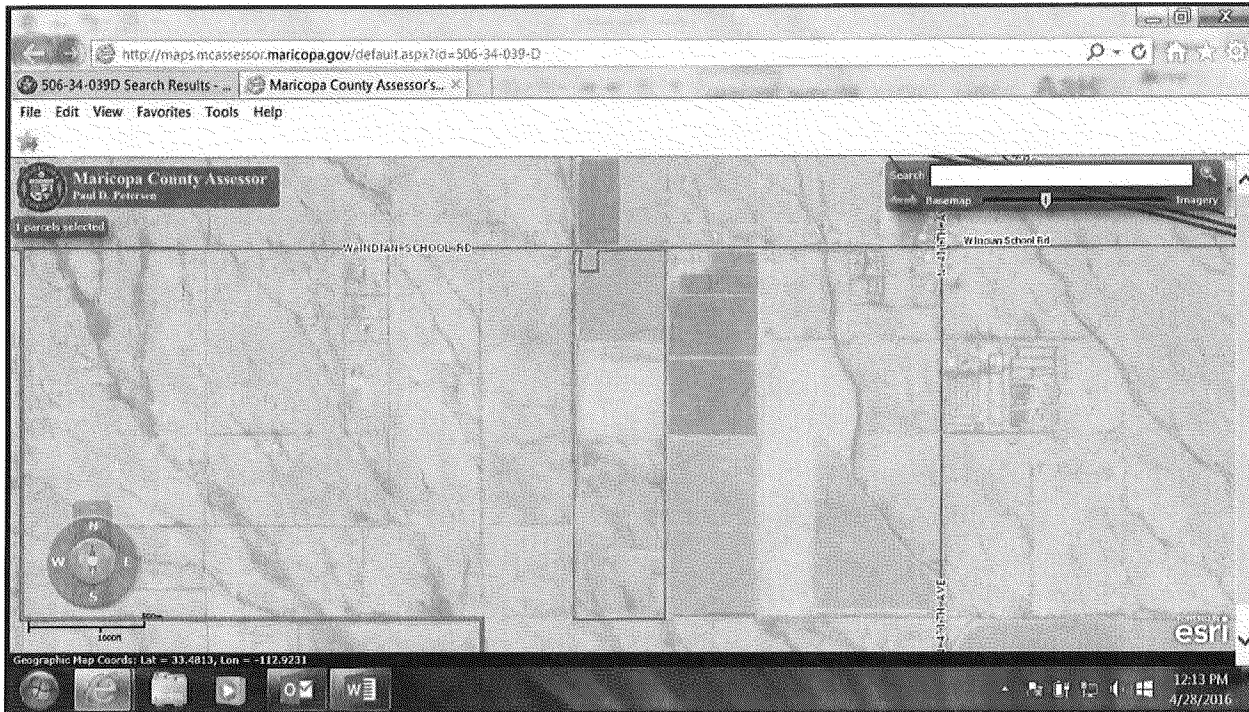 http://maps.mcassessor.maricopa.gov/default.aspx?id=506-34-039-D
506-34-039D Search Results - ...
Maricopa County Assessor's...
File Edit View Favorites Tools Help
Maricopa County Assessor
Paul D. Petersen
Search
Basemap
Imagery
1 parcels selected
W INDIAN SCHOOL RD
W Indian School Rd
N
W E
S
1000ft
esri
Geographic Map Coords: Lat = 33.4813, Lon = -112.9231
12:13 PM
4/28/2016